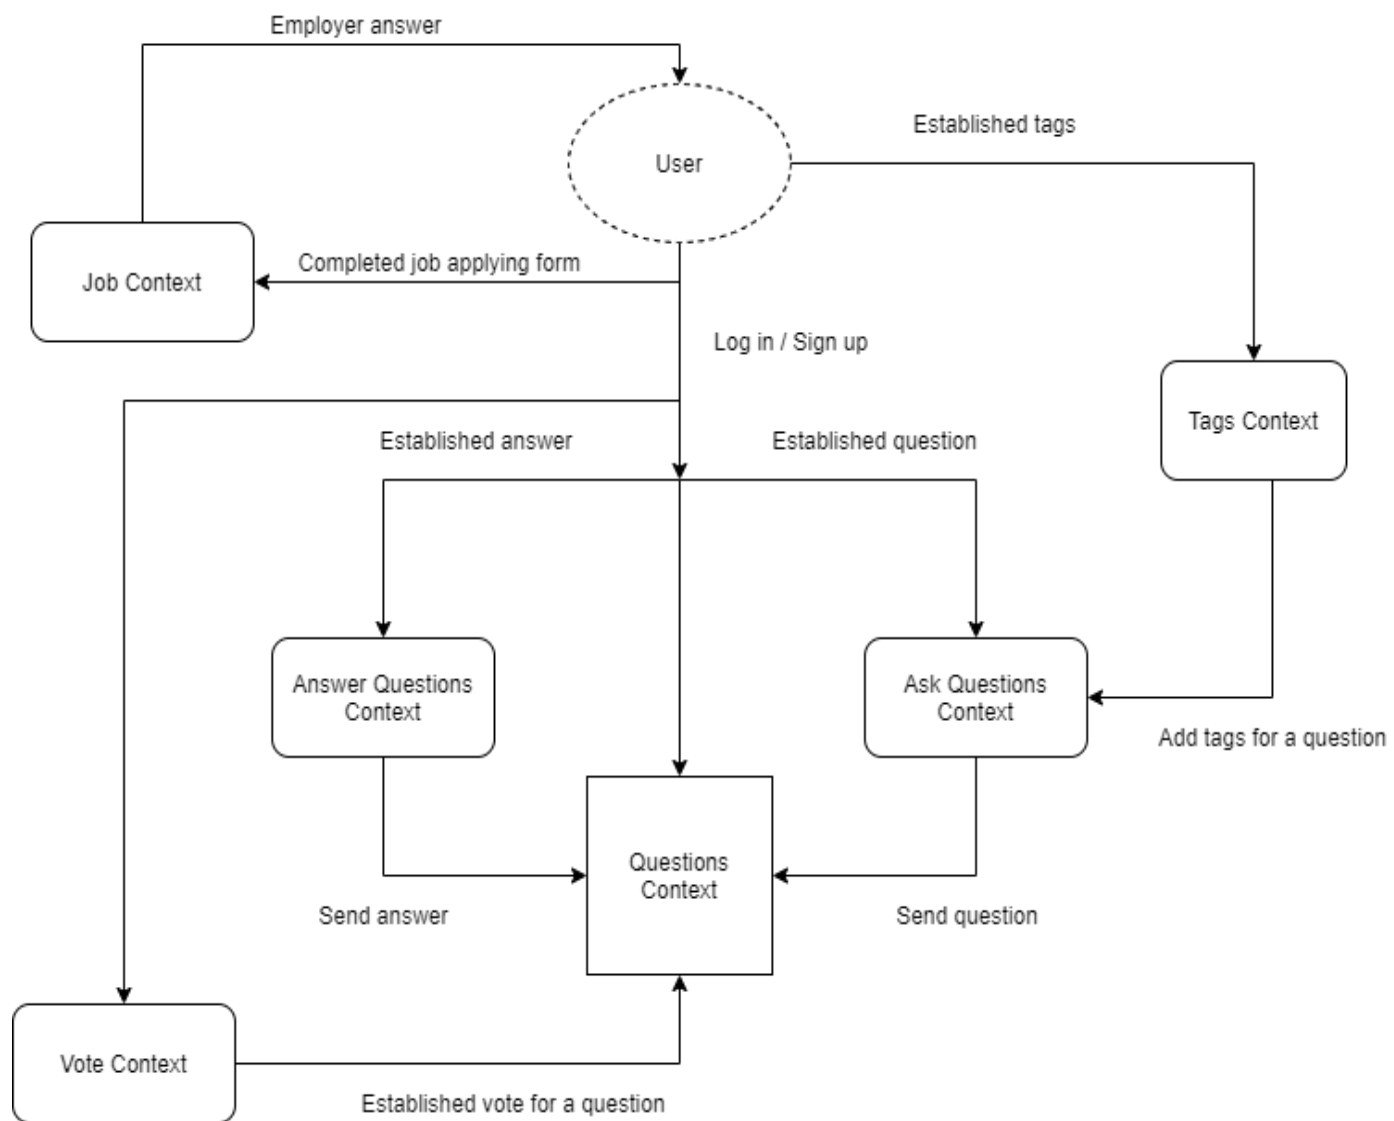 Employer answer
Established tags
User
Completed job applying form
Job Context
Log in / Sign up
Tags Context
Established answer
Established question
Answer Questions
Context
Ask Questions
Context
Add tags for a question
Questions
Context
Send answer
Send question
Vote Context
Established vote for a question